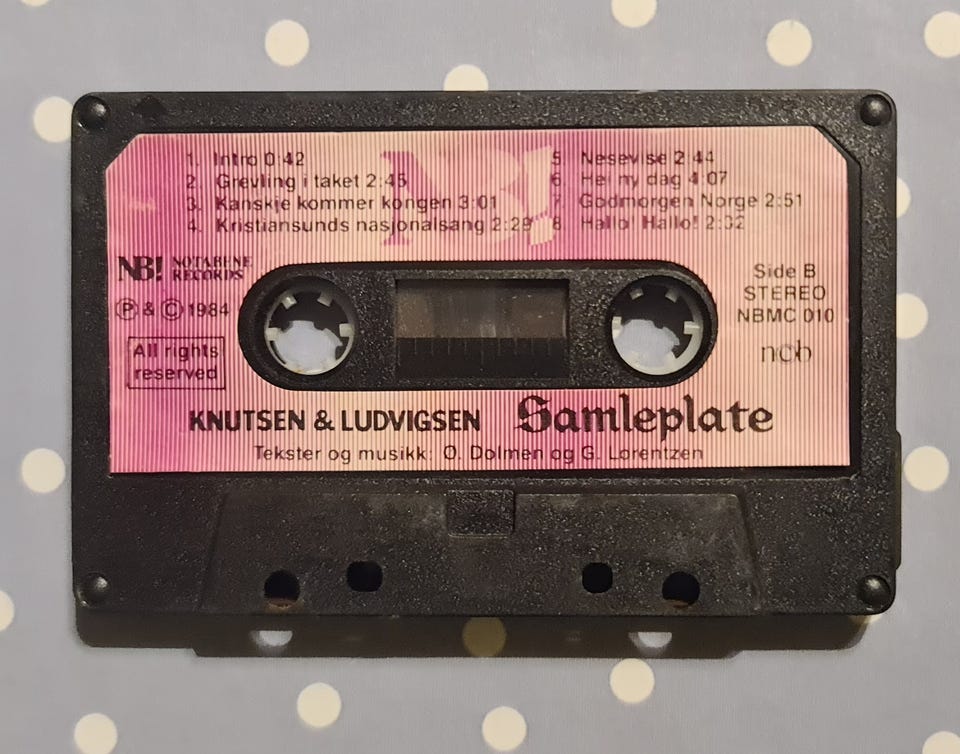 1. Intro 0:42
2. Grevling i taket 2:45
3. Kanskje kommer kongen 3:01
4. Kristiansunds nasjonalsang 2:29
NB!
5 Nesevise 2:44
6. Hei ny dag 4:07
7. Godmorgen Norge 2:51
8. Hallo! Hallo! 2:32
NB! NOTABENE
RECORDS
Ⓟ & © 1984
All rights
reserved
Side B
STEREO
NBMC 010
ncb
KNUTSEN & LUDVIGSEN Samleplate
Tekster og musikk: O. Dolmen og G. Lorentzen